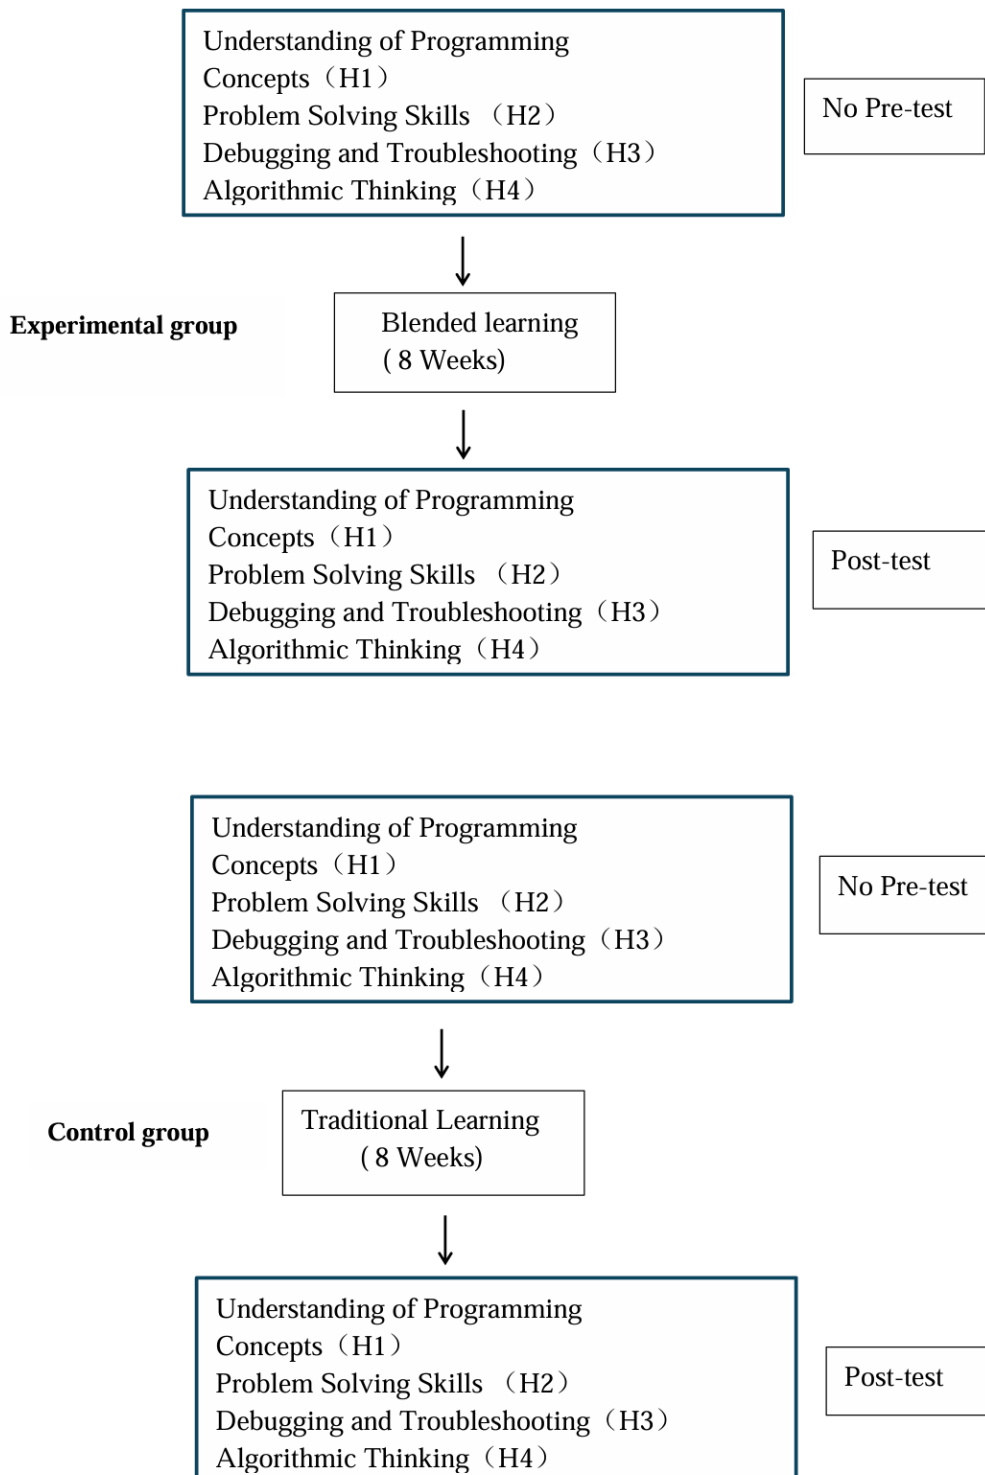 Understanding of Programming
Concepts（H1）
Problem Solving Skills （H2）
Debugging and Troubleshooting（H3）
Algorithmic Thinking（H4）
No Pre-test
Experimental group
Blended learning
( 8 Weeks)
Understanding of Programming
Concepts（H1）
Problem Solving Skills （H2）
Debugging and Troubleshooting（H3）
Algorithmic Thinking（H4）
Post-test
Understanding of Programming
Concepts（H1）
Problem Solving Skills （H2）
Debugging and Troubleshooting（H3）
Algorithmic Thinking（H4）
No Pre-test
Control group
Traditional Learning
( 8 Weeks)
Understanding of Programming
Concepts（H1）
Problem Solving Skills （H2）
Debugging and Troubleshooting（H3）
Algorithmic Thinking（H4）
Post-test